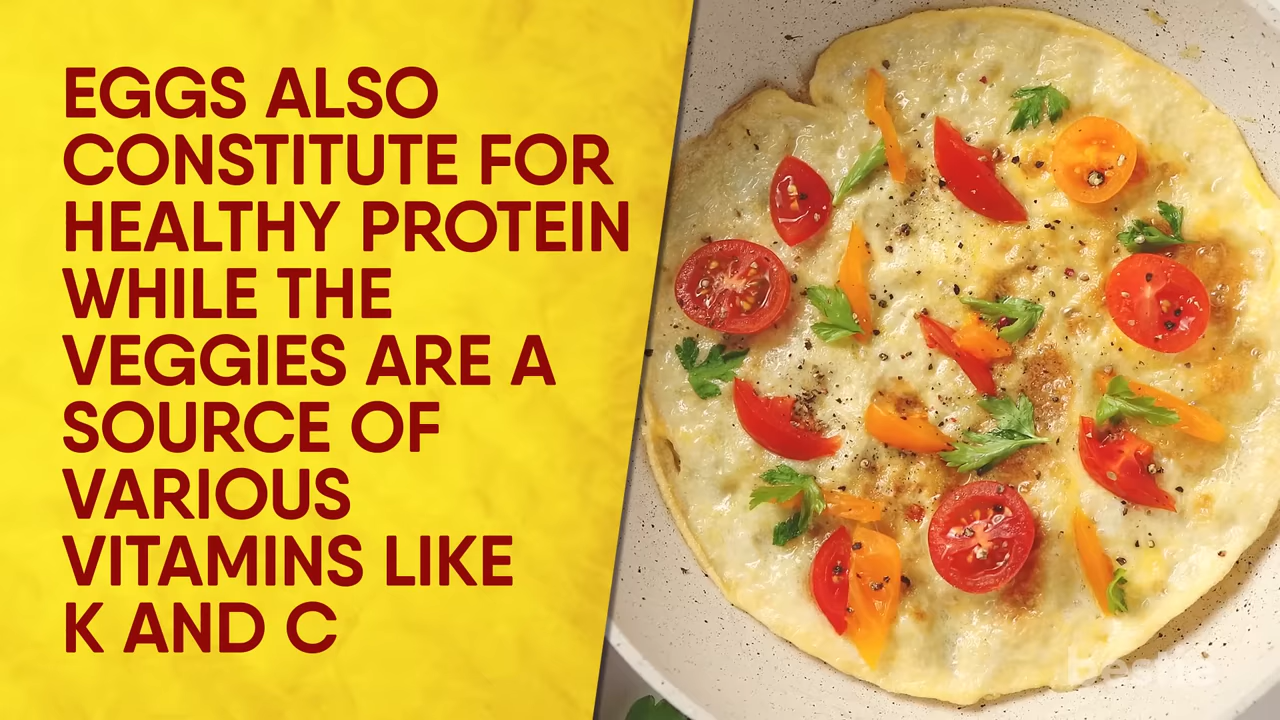 EGGS ALSO
CONSTITUTE FOR
HEALTHY PROTEIN
WHILE THE
VEGGIES ARE A
SOURCE OF
VARIOUS
VITAMINS LIKE
K AND C